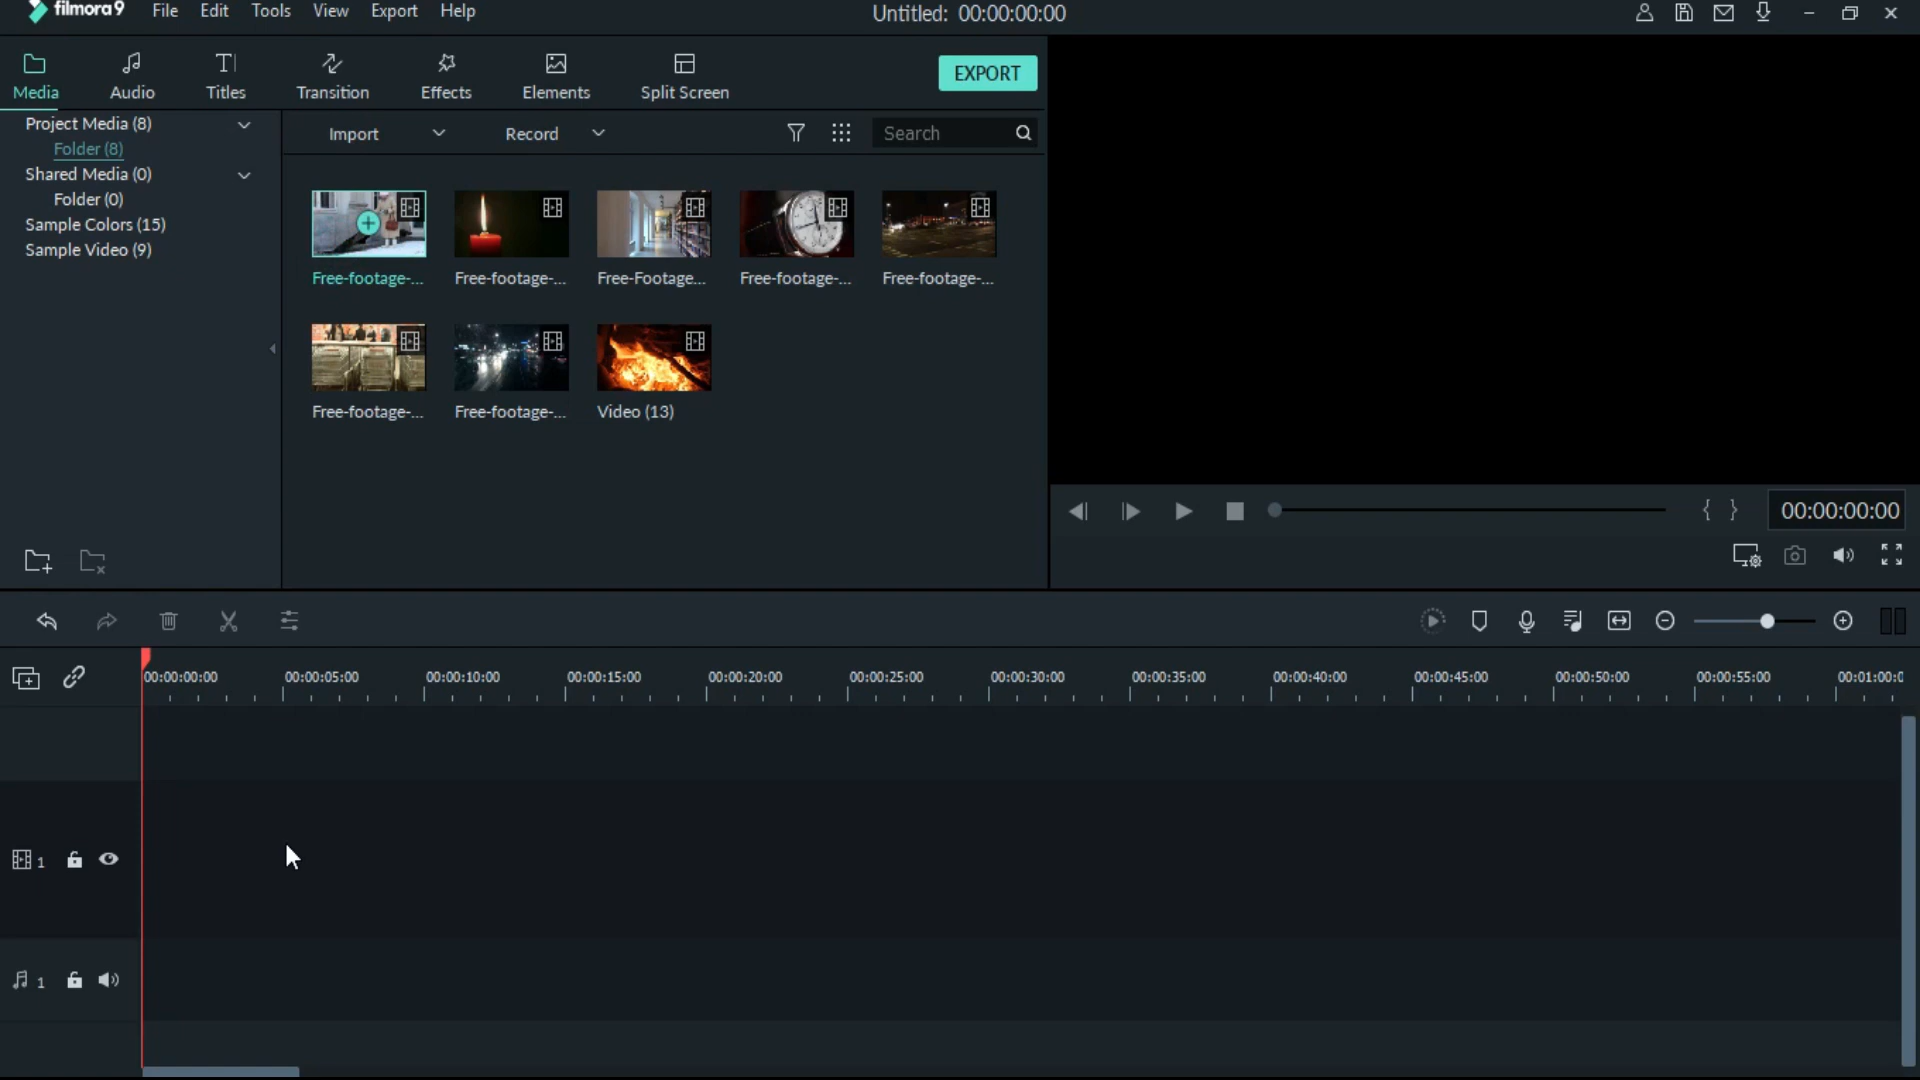 filmora9 File Edit Tools View Export Help Untitled: 00:00:00:00
Media Audio Titles Transition Effects Elements Split Screen EXPORT
Project Media (8)
Folder (8)
Shared Media (0)
Folder (0)
Sample Colors (15)
Sample Video (9)
Import Record Search
Free-footage-... Free-footage-... Free-Footage... Free-footage-... Free-footage-...
Free-footage-... Free-footage-... Video (13)
00:00:00:00
00:00:00:00 00:00:05:00 00:00:10:00 00:00:15:00 00:00:20:00 00:00:25:00 00:00:30:00 00:00:35:00 00:00:40:00 00:00:45:00 00:00:50:00 00:00:55:00 00:01:00:0
1
1